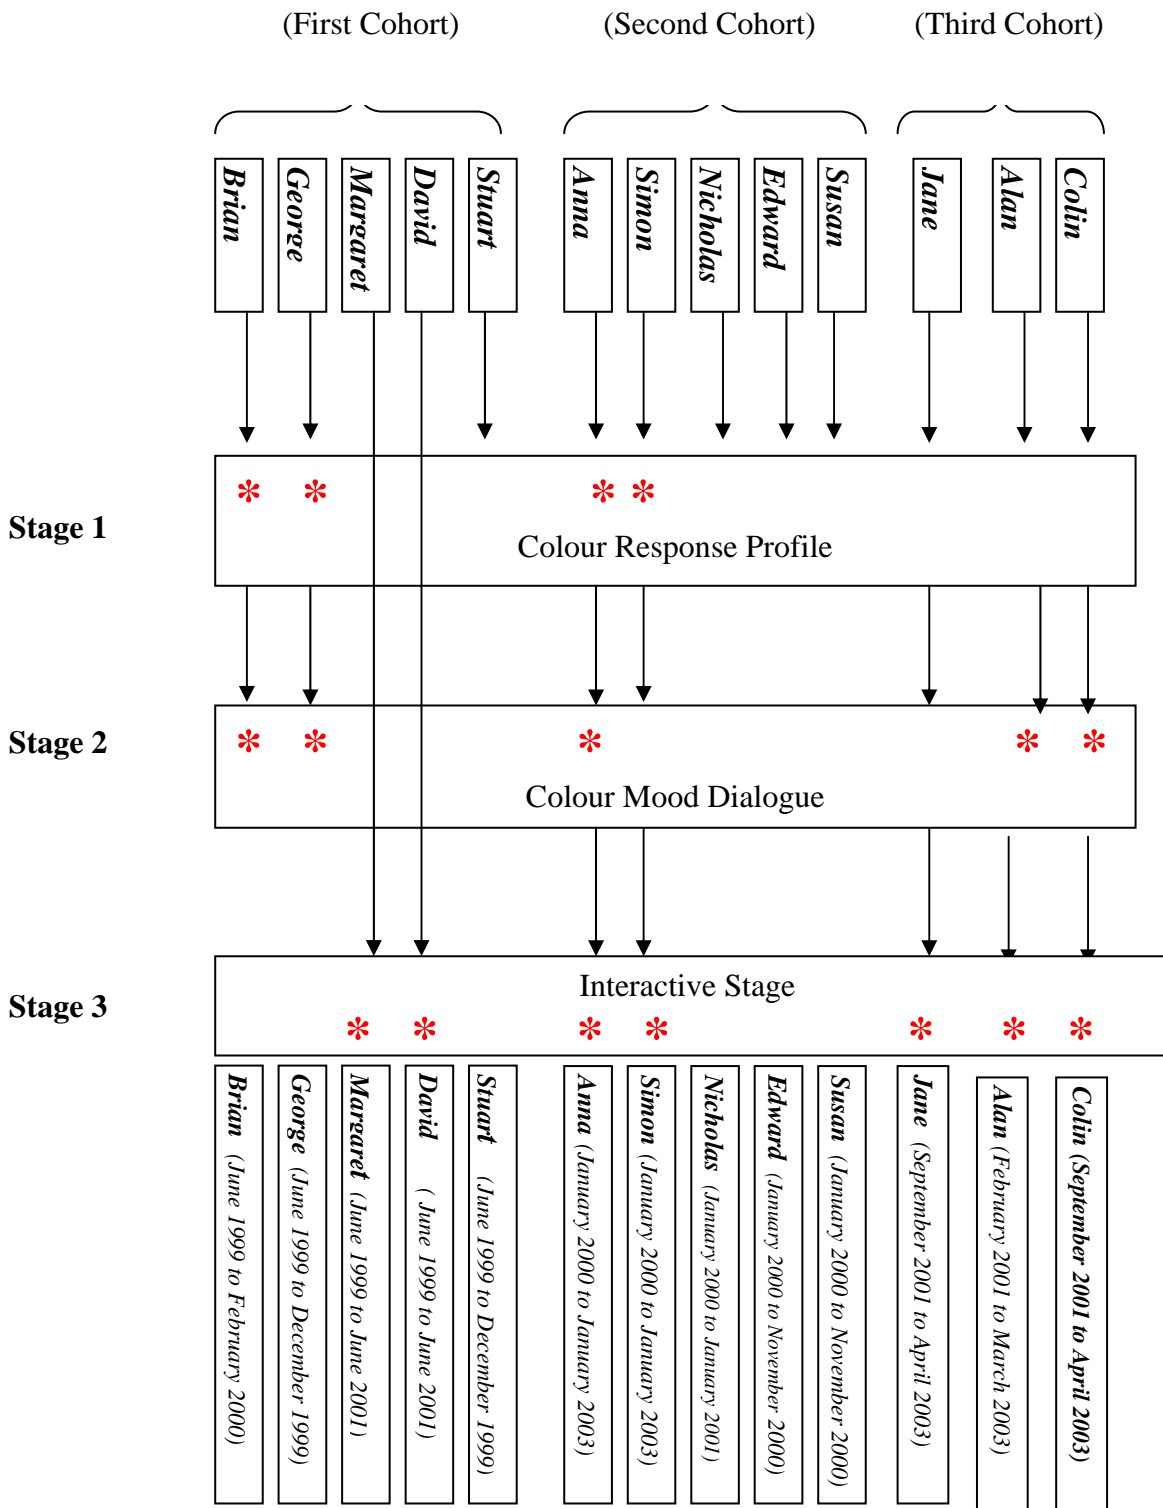 (First Cohort) (Second Cohort) (Third Cohort)
Brian
George
Margaret
David
Stuart
Anna
Simon
Nicholas
Edward
Susan
Jane
Alan
Colin
* * * *
Stage 1
Colour Response Profile
* * * * *
Stage 2
Colour Mood Dialogue
Interactive Stage
Stage 3
* * * * * * *
Brian (June 1999 to February 2000)
George (June 1999 to December 1999)
Margaret (June 1999 to June 2001)
David ( June 1999 to June 2001)
Stuart (June 1999 to December 1999)
Anna (January 2000 to January 2003)
Simon (January 2000 to January 2003)
Nicholas (January 2000 to January 2001)
Edward (January 2000 to November 2000)
Susan (January 2000 to November 2000)
Jane (September 2001 to April 2003)
Alan (February 2001 to March 2003)
Colin (September 2001 to April 2003)